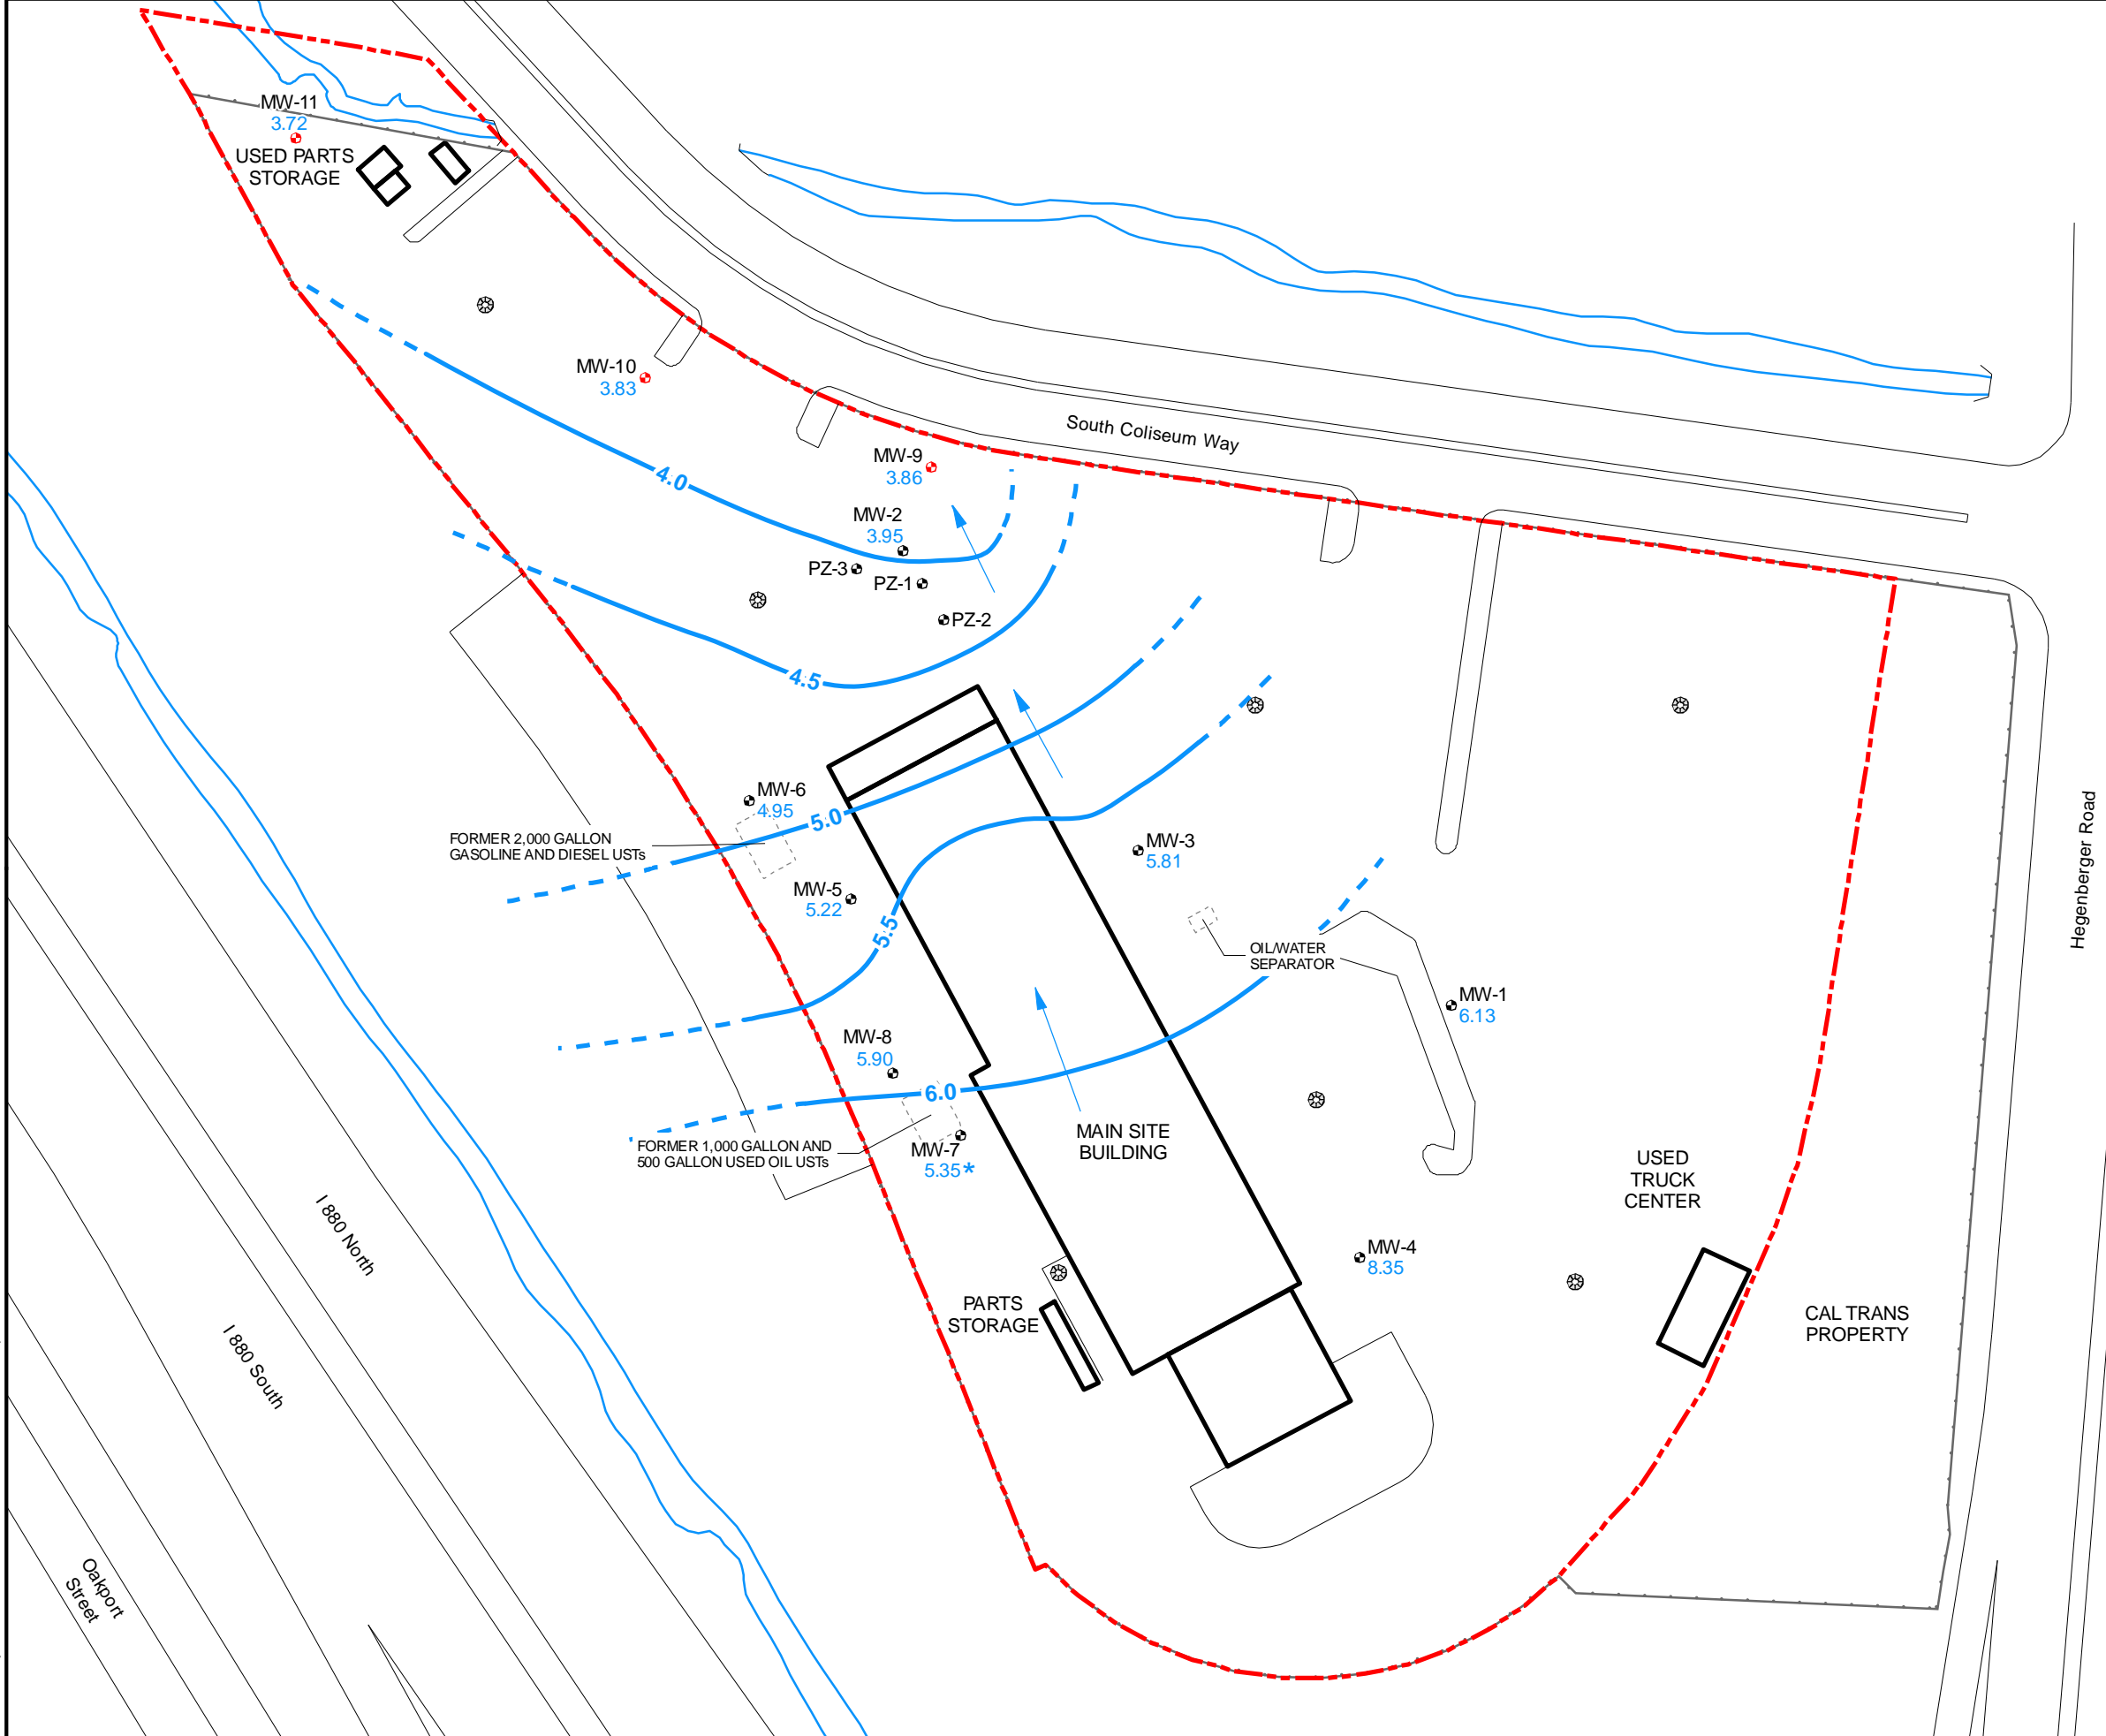 MW-11
3.72
USED PARTS
STORAGE
MW-10
3.83
South Coliseum Way
MW-9
3.86
4.0
MW-2
3.95
PZ-3
PZ-1
PZ-2
4.5
MW-6
4.95
5.0
FORMER 2,000 GALLON
GASOLINE AND DIESEL USTs
MW-3
5.81
MW-5
5.22
5.5
Hegenberger Road
OIL/WATER
SEPARATOR
MW-1
6.13
MW-8
5.90
6.0
FORMER 1,000 GALLON AND
500 GALLON USED OIL USTs
MW-7
5.35*
MAIN SITE
BUILDING
USED
TRUCK
CENTER
I 880 North
MW-4
8.35
PARTS
STORAGE
CAL TRANS
PROPERTY
I 880 South
Oakport
Street